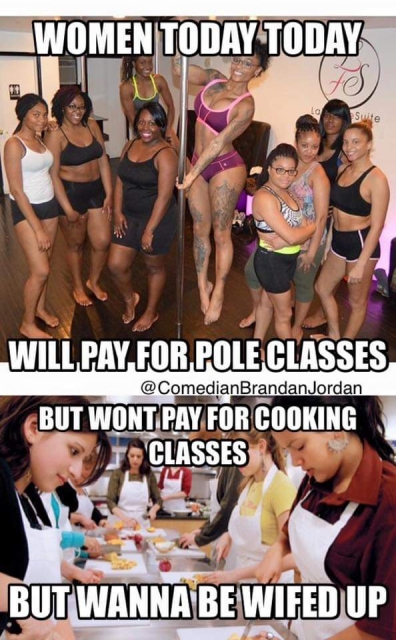 WOMEN TODAY TODAY
WILL PAY FOR POLE CLASSES
@ComedianBrandanJordan
BUT WONT PAY FOR COOKING
CLASSES
BUT WANNA BE WIFED UP